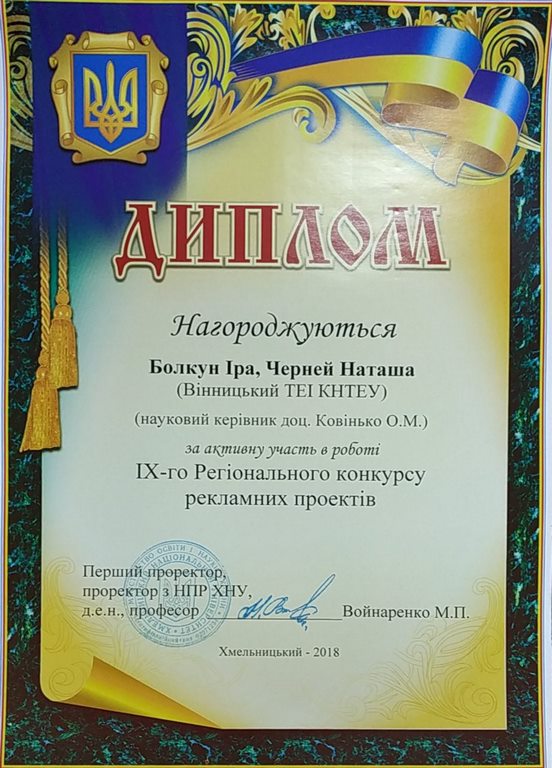 ДИПЛОМ
Нагороджуються
Болкун Іра, Черней Наташа
(Вінницький ТЕІ КНТЕУ)
(науковий керівник доц. Ковінько О.М.)
за активну участь в роботі
ІХ-го Регіонального конкурсу
рекламних проектів
Перший проректор,
проректор з НПР ХНУ,
д.е.н., професор Войнаренко М.П.
Хмельницький - 2018